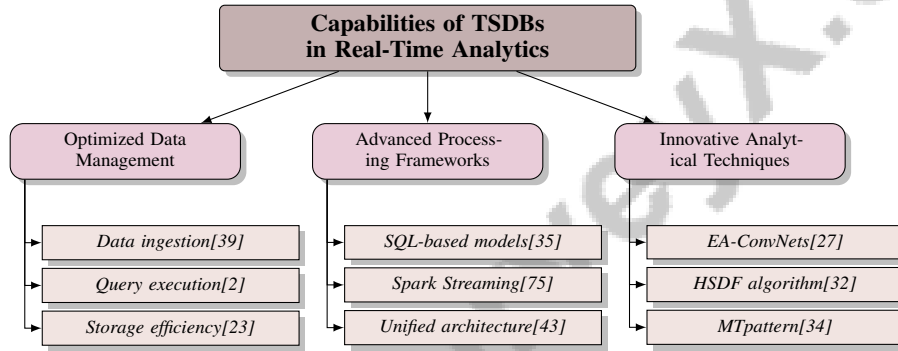 Capabilities of TSDBs
in Real-Time Analytics
Optimized Data
Management
Advanced Process-
ing Frameworks
Innovative Analyt-
ical Techniques
Data ingestion[39]
Query execution[2]
Storage efficiency[23]
SQL-based models[35]
Spark Streaming[75]
Unified architecture[43]
EA-ConvNets[27]
HSDF algorithm[32]
MTpattern[34]